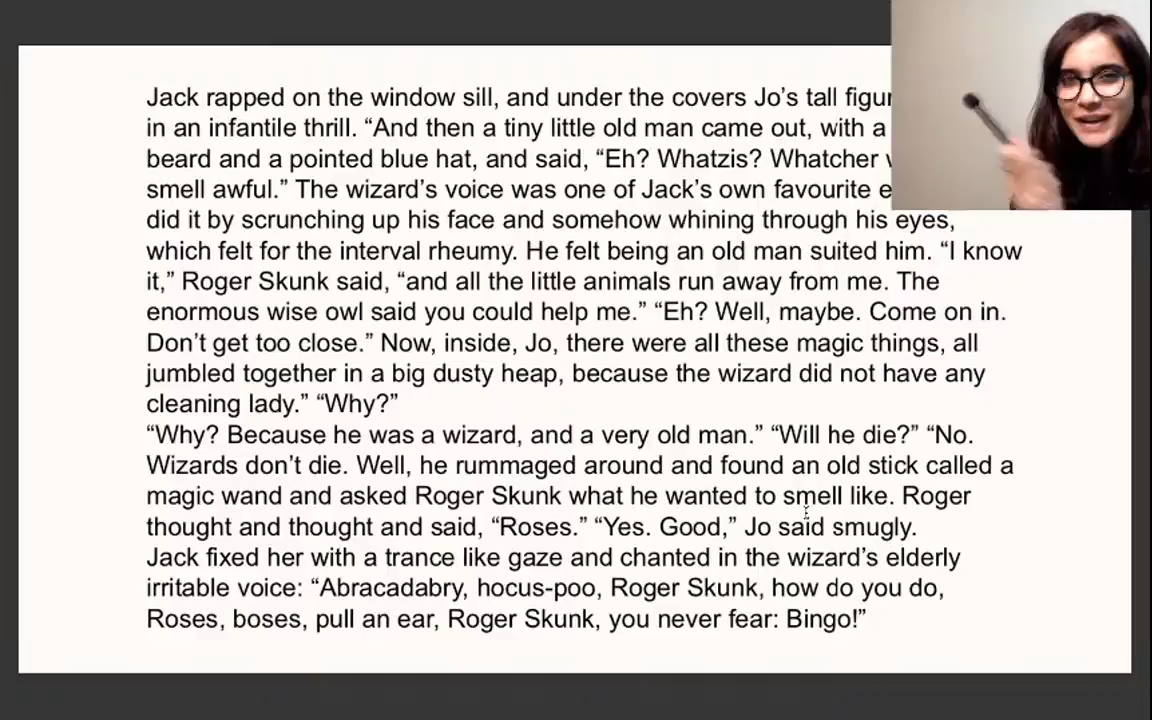 Jack rapped on the window sill, and under the covers Jo’s tall
in an infantile thrill. “And then a tiny little old man came out, with a
beard and a pointed blue hat, and said, “Eh? Whatzis? Whatcher
smell awful.” The wizard’s voice was one of Jack’s own favourite
did it by scrunching up his face and somehow whining through his eyes,
which felt for the interval rheumy. He felt being an old man suited him. “I know
it,” Roger Skunk said, “and all the little animals run away from me. The
enormous wise owl said you could help me.” “Eh? Well, maybe. Come on in.
Don’t get too close.” Now, inside, Jo, there were all these magic things, all
jumbled together in a big dusty heap, because the wizard did not have any
cleaning lady.” “Why?”
“Why? Because he was a wizard, and a very old man.” “Will he die?” “No.
Wizards don’t die. Well, he rummaged around and found an old stick called a
magic wand and asked Roger Skunk what he wanted to smell like. Roger
thought and thought and said, “Roses.” “Yes. Good,” Jo said smugly.
Jack fixed her with a trance like gaze and chanted in the wizard’s elderly
irritable voice: “Abracadabry, hocus-poo, Roger Skunk, how do you do,
Roses, boses, pull an ear, Roger Skunk, you never fear: Bingo!”